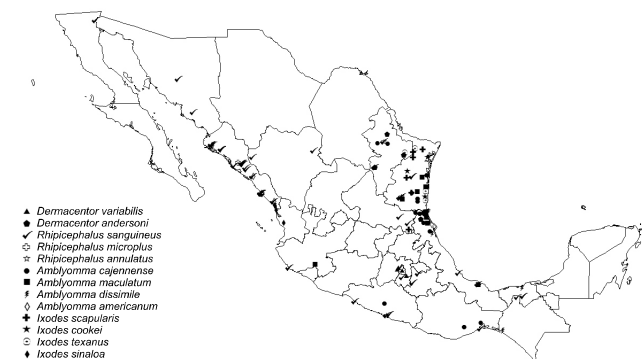 Dermacentor variabilis
Dermacentor andersoni
Rhipicephalus sanguineus
Rhipicephalus microplus
Rhipicephalus annulatus
Amblyomma cajennense
Amblyomma maculatum
Amblyomma dissimile
Amblyomma americanum
Ixodes scapularis
Ixodes cookei
Ixodes texanus
Ixodes sinaloa